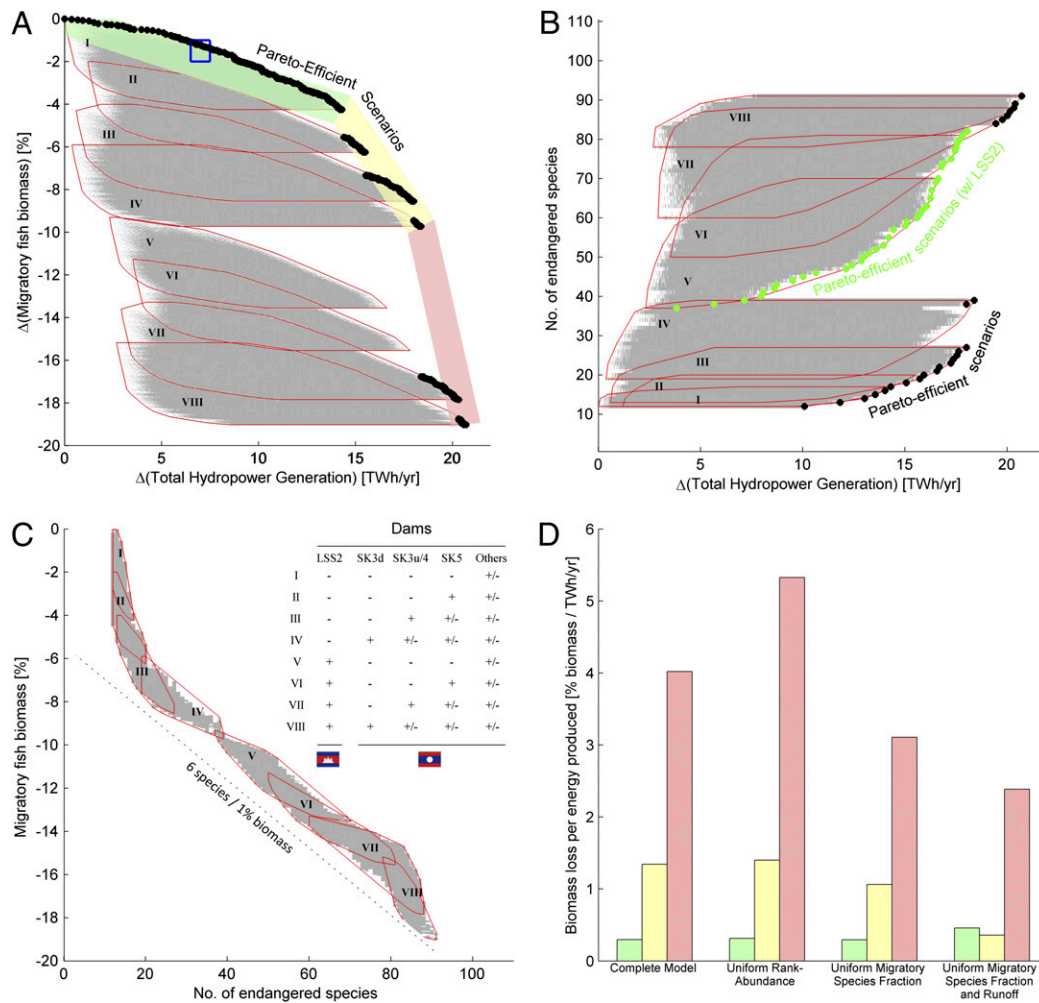 A
0
-2
-4
-6
-8
-10
-12
-14
-16
-18
-20
Δ(Migratory fish biomass) [%]
0 5 10 15 20
Δ(Total Hydropower Generation) [TWh/yr]
Pareto-Efficient
Scenarios
I
II
III
IV
V
VI
VII
VIII
B
110
100
90
80
70
60
50
40
30
20
10
No. of endangered species
0 5 10 15 20
Δ(Total Hydropower Generation) [TWh/yr]
VIII
VII
VI
V
IV
III
II
I
Pareto-efficient scenarios (w/ LSS2)
Pareto-efficient scenarios
C
0
-2
-4
-6
-8
-10
-12
-14
-16
-18
-20
Migratory fish biomass [%]
0 20 40 60 80 100
No. of endangered species
I
II
III
IV
V
VI
VII
VIII
6 species / 1% biomass
Dams
LSS2 SK3d SK3u/4 SK5 Others
I - - - - +/-
II - - - + +/-
III - - + +/- +/-
IV - + +/- +/- +/-
V + - - - +/-
VI + - - + +/-
VII + - + +/- +/-
VIII + + +/- +/- +/-
D
6
5
4
3
2
1
0
Biomass loss per energy produced [% biomass / TWh/yr]
Complete Model
Uniform Rank-
Abundance
Uniform Migratory
Species Fraction
Uniform Migratory
Species Fraction
and Runoff